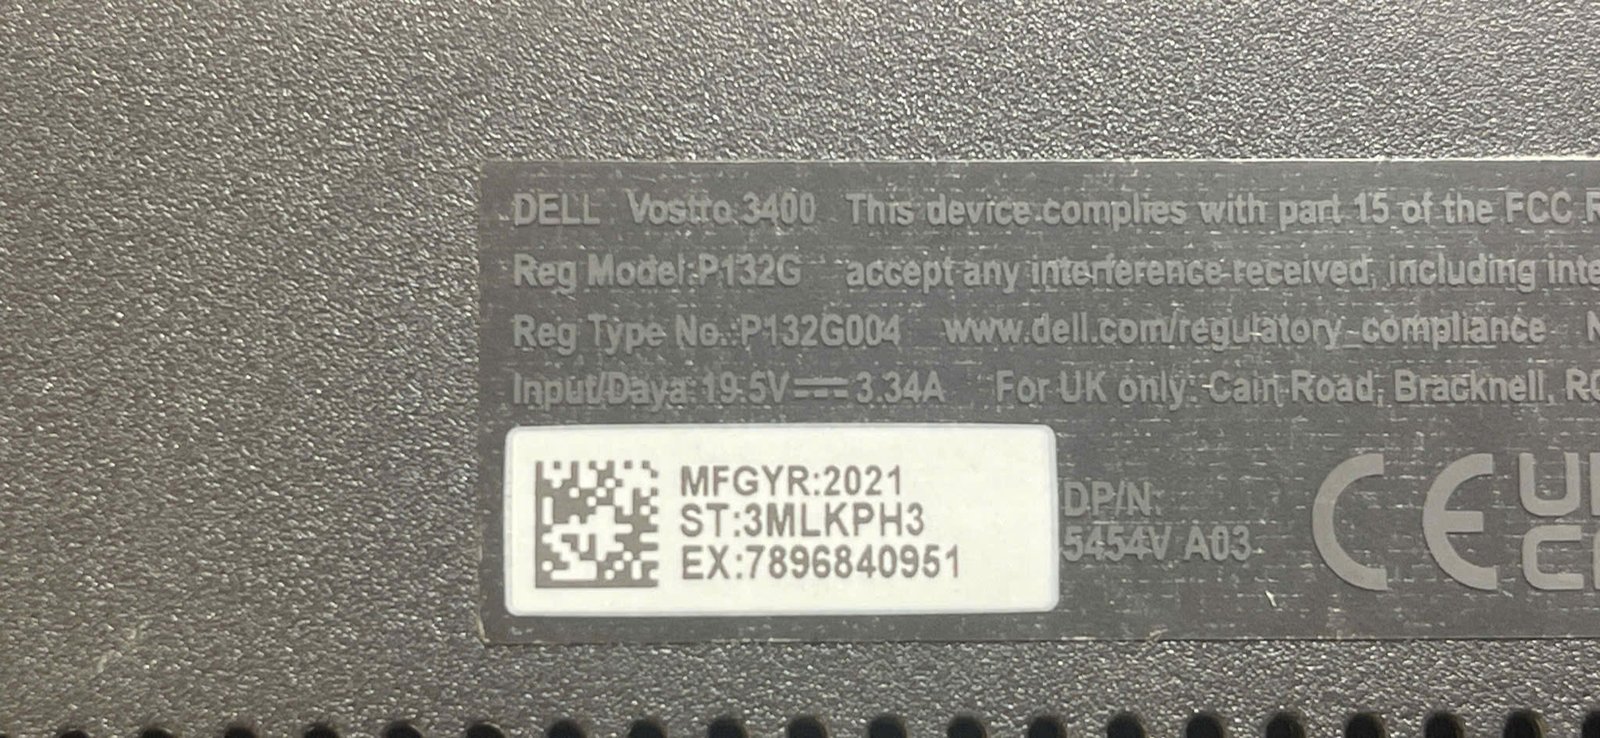 DELL Vostro 3400 This device complies with part 15 of the FCC
Reg Model:P132G accept any interference received, including
Reg Type No.:P132G004 www.dell.com/regulatory_compliance
Input/Daya: 19.5V⎓3.34A For UK only: Cain Road, Bracknell,
MFGYR:2021
ST:3MLKPH3
EX:7896840951
DP/N:
5454V A03
CE